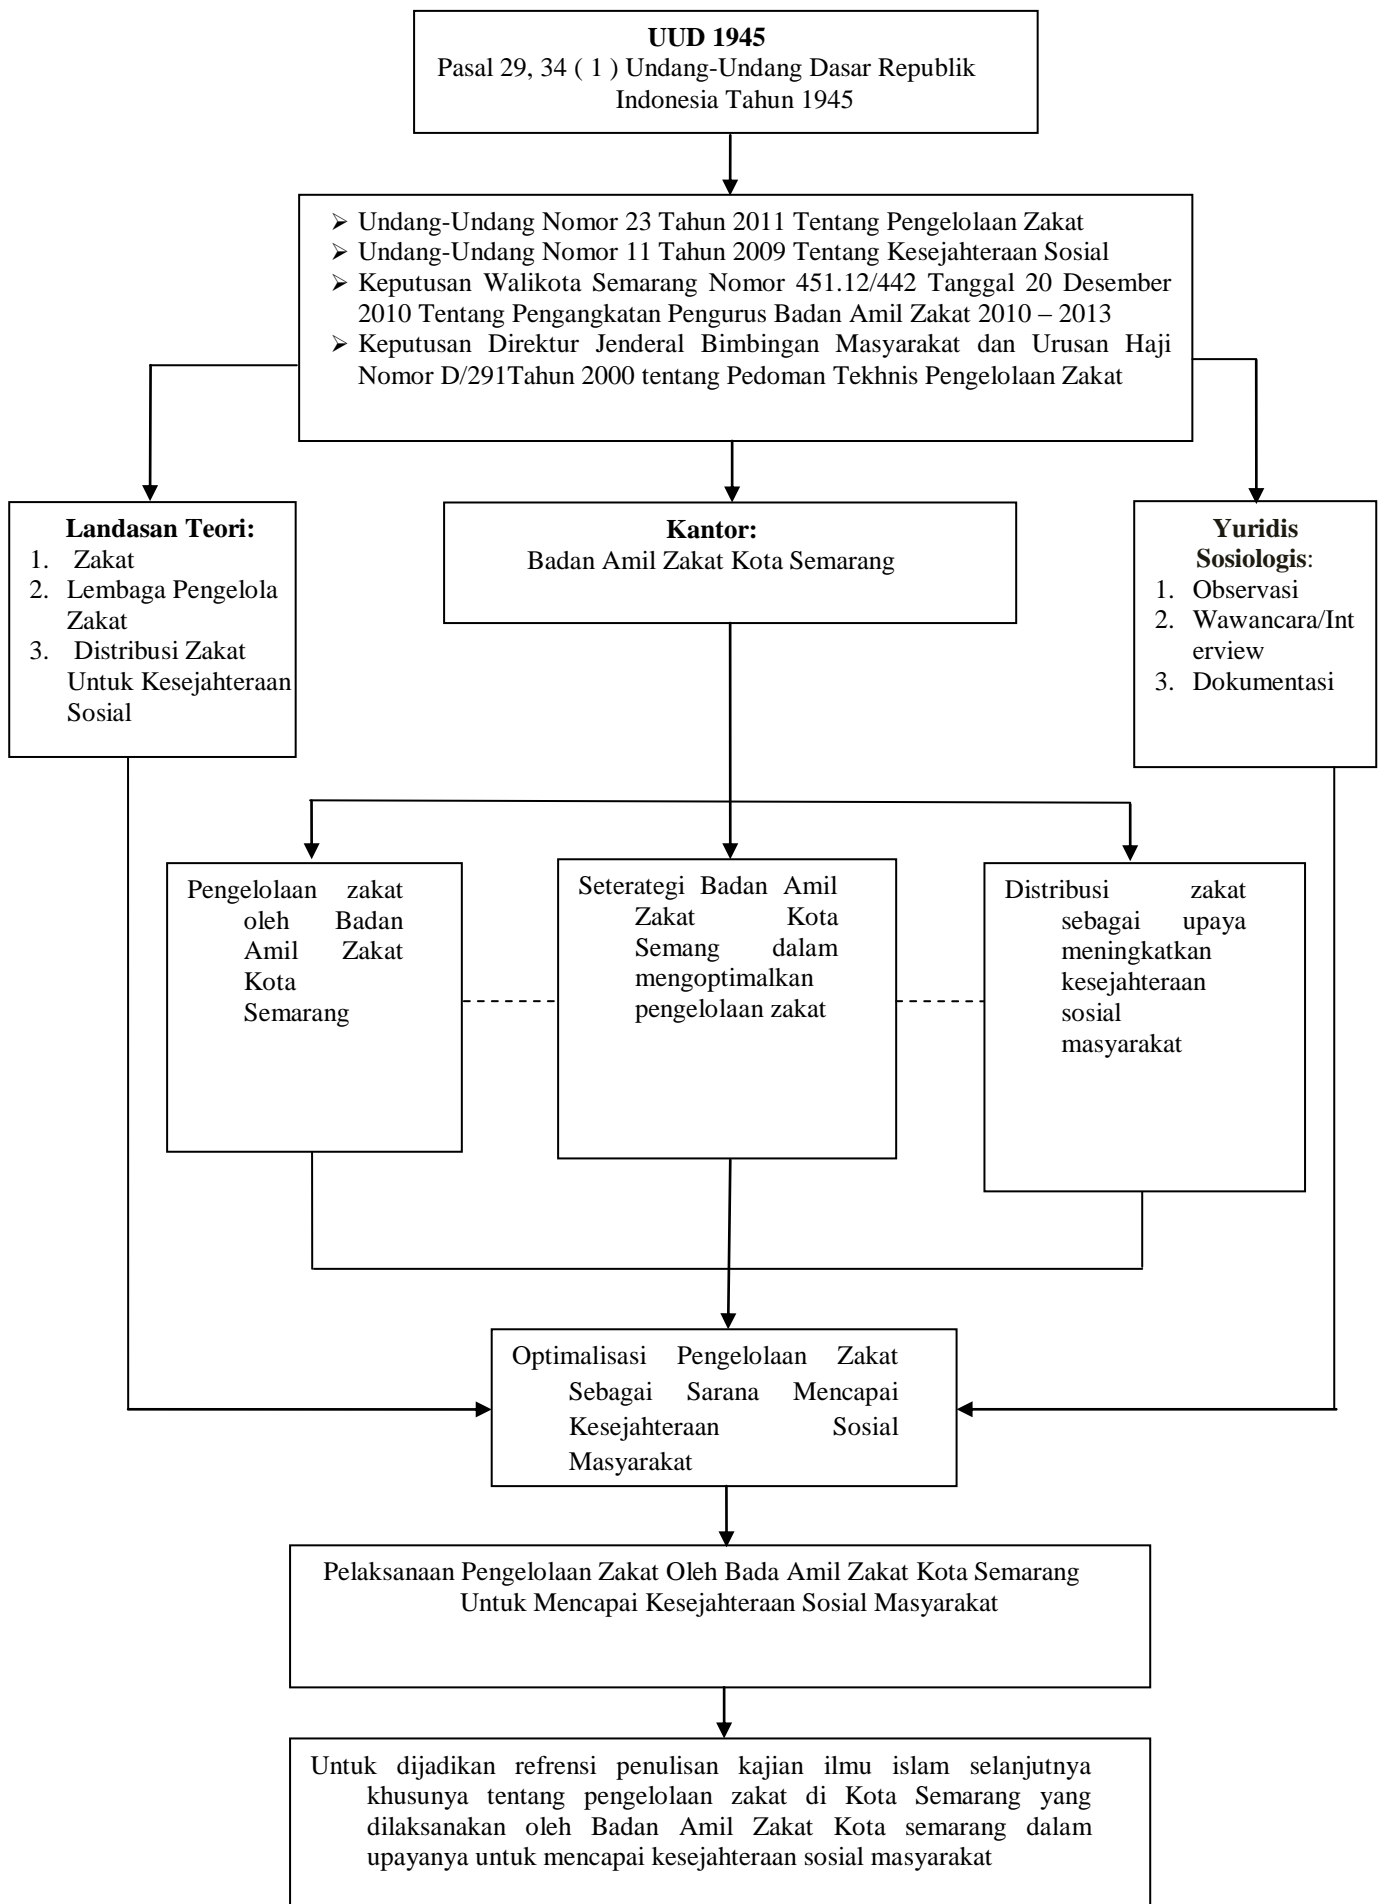 UUD 1945
Pasal 29, 34 ( 1 ) Undang-Undang Dasar Republik
Indonesia Tahun 1945
➢ Undang-Undang Nomor 23 Tahun 2011 Tentang Pengelolaan Zakat
➢ Undang-Undang Nomor 11 Tahun 2009 Tentang Kesejahteraan Sosial
➢ Keputusan Walikota Semarang Nomor 451.12/442 Tanggal 20 Desember
2010 Tentang Pengangkatan Pengurus Badan Amil Zakat 2010 – 2013
➢ Keputusan Direktur Jenderal Bimbingan Masyarakat dan Urusan Haji
Nomor D/291Tahun 2000 tentang Pedoman Tekhnis Pengelolaan Zakat
Landasan Teori:
1. Zakat
2. Lembaga Pengelola
Zakat
3. Distribusi Zakat
Untuk Kesejahteraan
Sosial
Kantor:
Badan Amil Zakat Kota Semarang
Yuridis
Sosiologis:
1. Observasi
2. Wawancara/Int
erview
3. Dokumentasi
Pengelolaan zakat
oleh Badan
Amil Zakat
Kota
Semarang
Seterategi Badan Amil
Zakat Kota
Semang dalam
mengoptimalkan
pengelolaan zakat
Distribusi zakat
sebagai upaya
meningkatkan
kesejahteraan
sosial
masyarakat
Optimalisasi Pengelolaan Zakat
Sebagai Sarana Mencapai
Kesejahteraan Sosial
Masyarakat
Pelaksanaan Pengelolaan Zakat Oleh Bada Amil Zakat Kota Semarang
Untuk Mencapai Kesejahteraan Sosial Masyarakat
Untuk dijadikan refrensi penulisan kajian ilmu islam selanjutnya
khusunya tentang pengelolaan zakat di Kota Semarang yang
dilaksanakan oleh Badan Amil Zakat Kota semarang dalam
upayanya untuk mencapai kesejahteraan sosial masyarakat